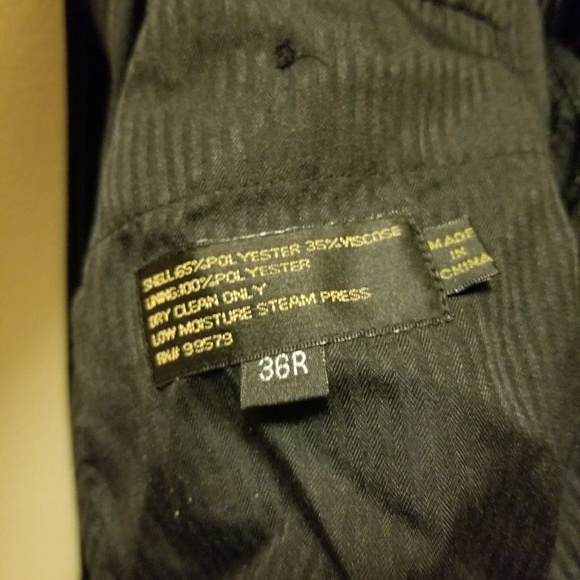 SHELL:65%POLYESTER 35%VISCOSE
LINING:100%POLYESTER
DRY CLEAN ONLY
LOW MOISTURE STEAM PRESS
RN# 99579
MADE
IN
CHINA
36R